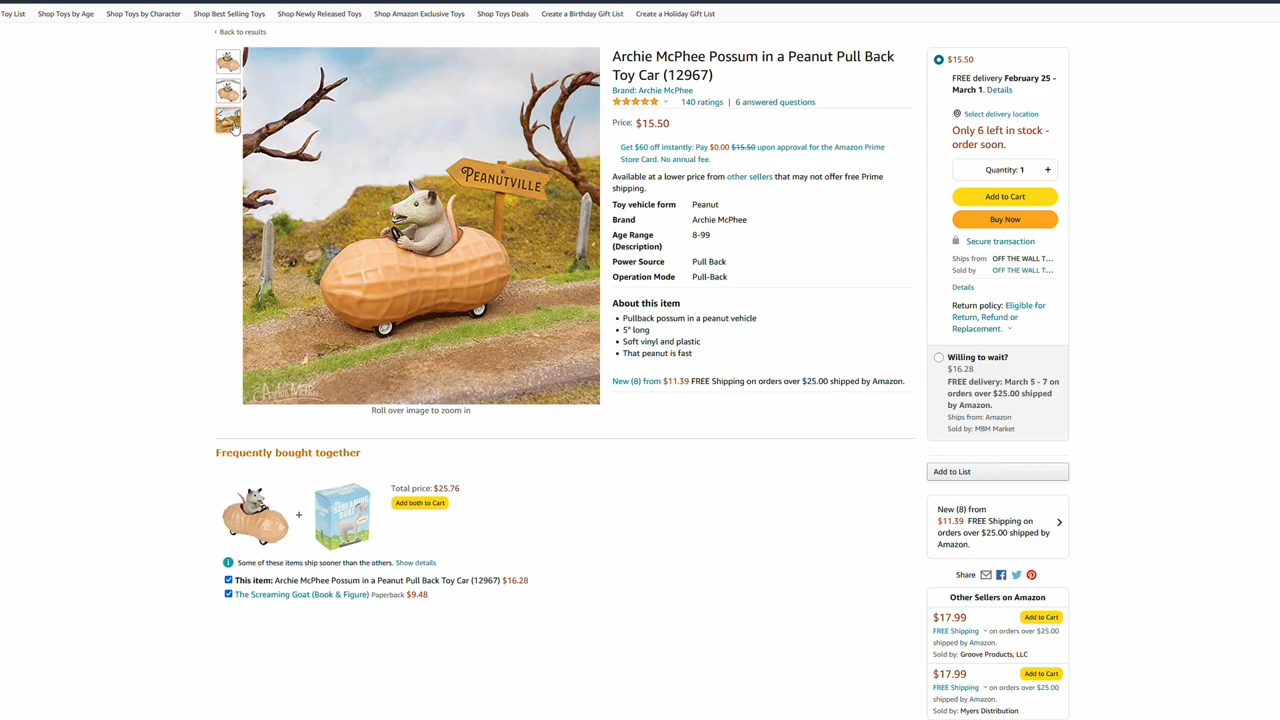 Toy List Shop Toys by Age Shop Toys by Character Shop Best Selling Toys Shop Newly Released Toys Shop Amazon Exclusive Toys Shop Toys Deals Create a Birthday Gift List Create a Holiday Gift List
‹ Back to results
PEANUTVILLE
Archie McPhee
Roll over image to zoom in
Archie McPhee Possum in a Peanut Pull Back
Toy Car (12967)
Brand: Archie McPhee
140 ratings | 6 answered questions
Price: $15.50
Get $60 off instantly: Pay $0.00 $15.50 upon approval for the Amazon Prime
Store Card. No annual fee.
Available at a lower price from other sellers that may not offer free Prime
shipping.
Toy vehicle form Peanut
Brand Archie McPhee
Age Range 8-99
(Description)
Power Source Pull Back
Operation Mode Pull-Back
About this item
• Pullback possum in a peanut vehicle
• 5" long
• Soft vinyl and plastic
• That peanut is fast
New (8) from $11.39 FREE Shipping on orders over $25.00 shipped by Amazon.
$15.50
FREE delivery February 25 -
March 1. Details
Select delivery location
Only 6 left in stock -
order soon.
Quantity: 1 +
Add to Cart
Buy Now
Secure transaction
Ships from OFF THE WALL T...
Sold by OFF THE WALL T...
Details
Return policy: Eligible for
Return, Refund or
Replacement.
Willing to wait?
$16.28
FREE delivery: March 5 - 7 on
orders over $25.00 shipped
by Amazon.
Ships from: Amazon
Sold by: MBM Market
Add to List
New (8) from
$11.39 FREE Shipping on
orders over $25.00 shipped by
Amazon.
Share
Other Sellers on Amazon
$17.99 Add to Cart
FREE Shipping on orders over $25.00
shipped by Amazon.
Sold by: Groove Products, LLC
$17.99 Add to Cart
FREE Shipping on orders over $25.00
shipped by Amazon.
Sold by: Myers Distribution
Frequently bought together
+
SCREAMING
GOAT
Total price: $25.76
Add both to Cart
Some of these items ship sooner than the others. Show details
This item: Archie McPhee Possum in a Peanut Pull Back Toy Car (12967) $16.28
The Screaming Goat (Book & Figure) Paperback $9.48